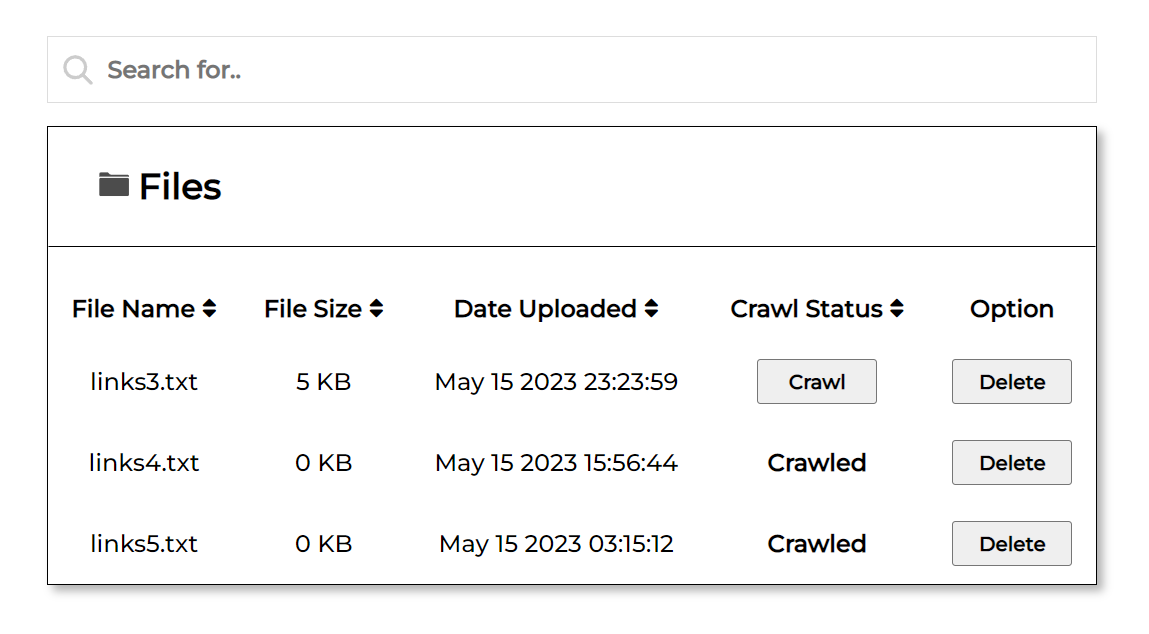 Search for..
Files
File Name File Size Date Uploaded Crawl Status Option
links3.txt 5 KB May 15 2023 23:23:59 Crawl Delete
links4.txt 0 KB May 15 2023 15:56:44 Crawled Delete
links5.txt 0 KB May 15 2023 03:15:12 Crawled Delete